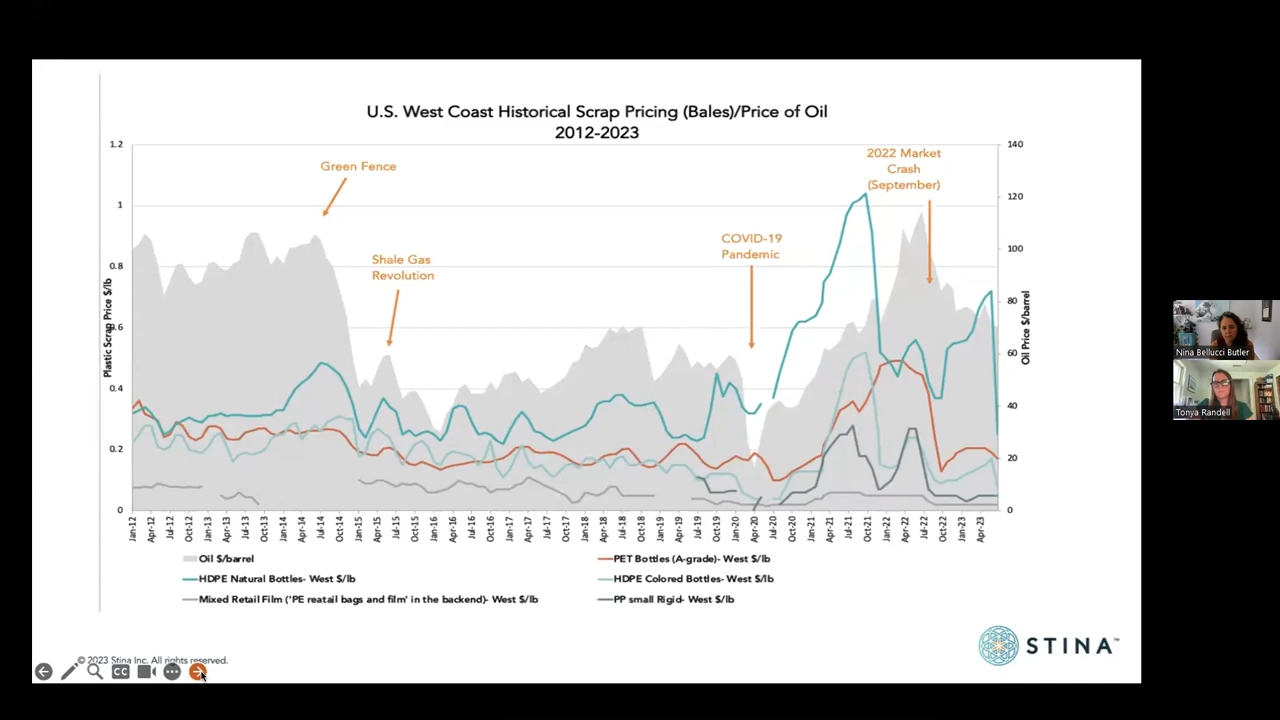 U.S. West Coast Historical Scrap Pricing (Bales)/Price of Oil
2012-2023
1.2
1
0.8
0.6
0.4
0.2
0
Plastic Scrap Price $/lb
140
120
100
80
60
40
20
0
Oil Price $/barrel
Green Fence
Shale Gas
Revolution
COVID-19
Pandemic
2022 Market
Crash
(September)
Jan-12
Apr-12
Jul-12
Oct-12
Jan-13
Apr-13
Jul-13
Oct-13
Jan-14
Apr-14
Jul-14
Oct-14
Jan-15
Apr-15
Jul-15
Oct-15
Jan-16
Apr-16
Jul-16
Oct-16
Jan-17
Apr-17
Jul-17
Oct-17
Jan-18
Apr-18
Jul-18
Oct-18
Jan-19
Apr-19
Jul-19
Oct-19
Jan-20
Apr-20
Jul-20
Oct-20
Jan-21
Apr-21
Jul-21
Oct-21
Jan-22
Apr-22
Jul-22
Oct-22
Jan-23
Apr-23
Oil $/barrel
PET Bottles (A-grade)- West $/lb
HDPE Natural Bottles- West $/lb
HDPE Colored Bottles- West $/lb
Mixed Retail Film ('PE reatail bags and film' in the backend)- West $/lb
PP small Rigid- West $/lb
STINA™
© 2023 Stina Inc. All rights reserved.
CC
Nina Bellucci Butler
Tonya Randell